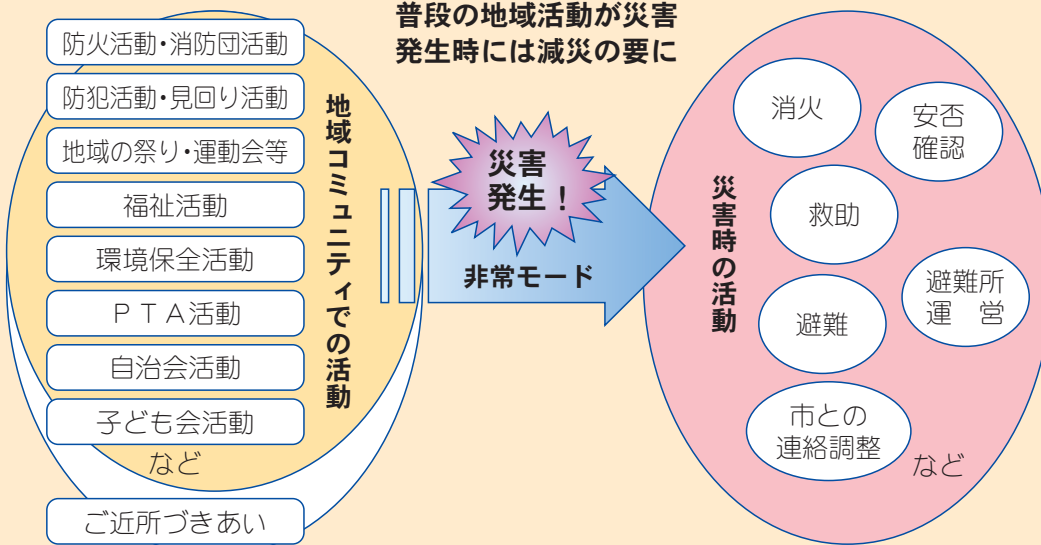 普段の地域活動が災害
発生時には減災の要に
防火活動・消防団活動
防犯活動・見回り活動
地域の祭り・運動会等
福祉活動
環境保全活動
ＰＴＡ活動
自治会活動
子ども会活動
など
ご近所づきあい
地域コミュニティでの活動
災害
発生！
非常モード
災害時の活動
消火
安否
確認
救助
避難所
運　営
避難
市との
連絡調整
など